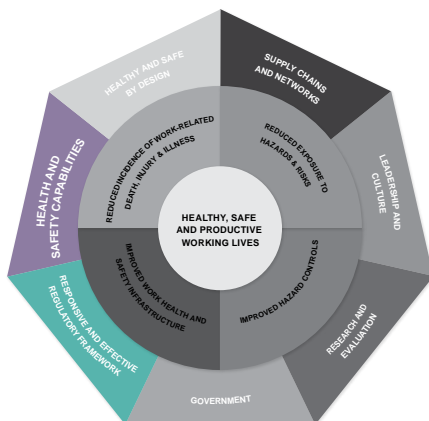 HEALTHY AND SAFE
BY DESIGN
SUPPLY CHAINS
AND NETWORKS
LEADERSHIP AND
CULTURE
RESEARCH AND
EVALUATION
GOVERNMENT
RESPONSIVE AND EFFECTIVE
REGULATORY FRAMEWORK
HEALTH AND
SAFETY CAPABILITIES
REDUCED INCIDENCE OF WORK-RELATED
DEATH, INJURY & ILLNESS
REDUCED EXPOSURE TO
HAZARDS & RISKS
IMPROVED HAZARD CONTROLS
IMPROVED WORK HEALTH AND
SAFETY INFRASTRUCTURE
HEALTHY, SAFE
AND PRODUCTIVE
WORKING LIVES